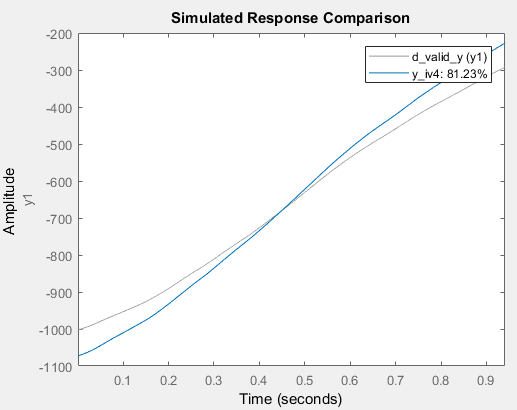 Simulated Response Comparison
d_valid_y (y1)
y_iv4: 81.23%
-200
-300
-400
-500
-600
-700
-800
-900
-1000
-1100
Amplitude
y1
0.1 0.2 0.3 0.4 0.5 0.6 0.7 0.8 0.9
Time (seconds)